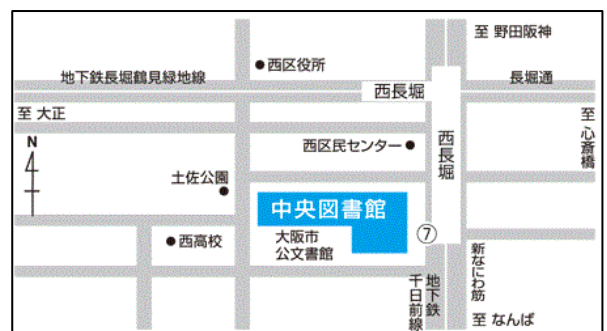 至 野田阪神
●西区役所
地下鉄長堀鶴見緑地線
長堀通
西長堀
至 大正
至 心斎橋
N
西区民センター●
西長堀
土佐公園
中央図書館
●西高校
大阪市
公文書館
⑦
新なにわ筋
地下鉄
千日前線
至 なんば